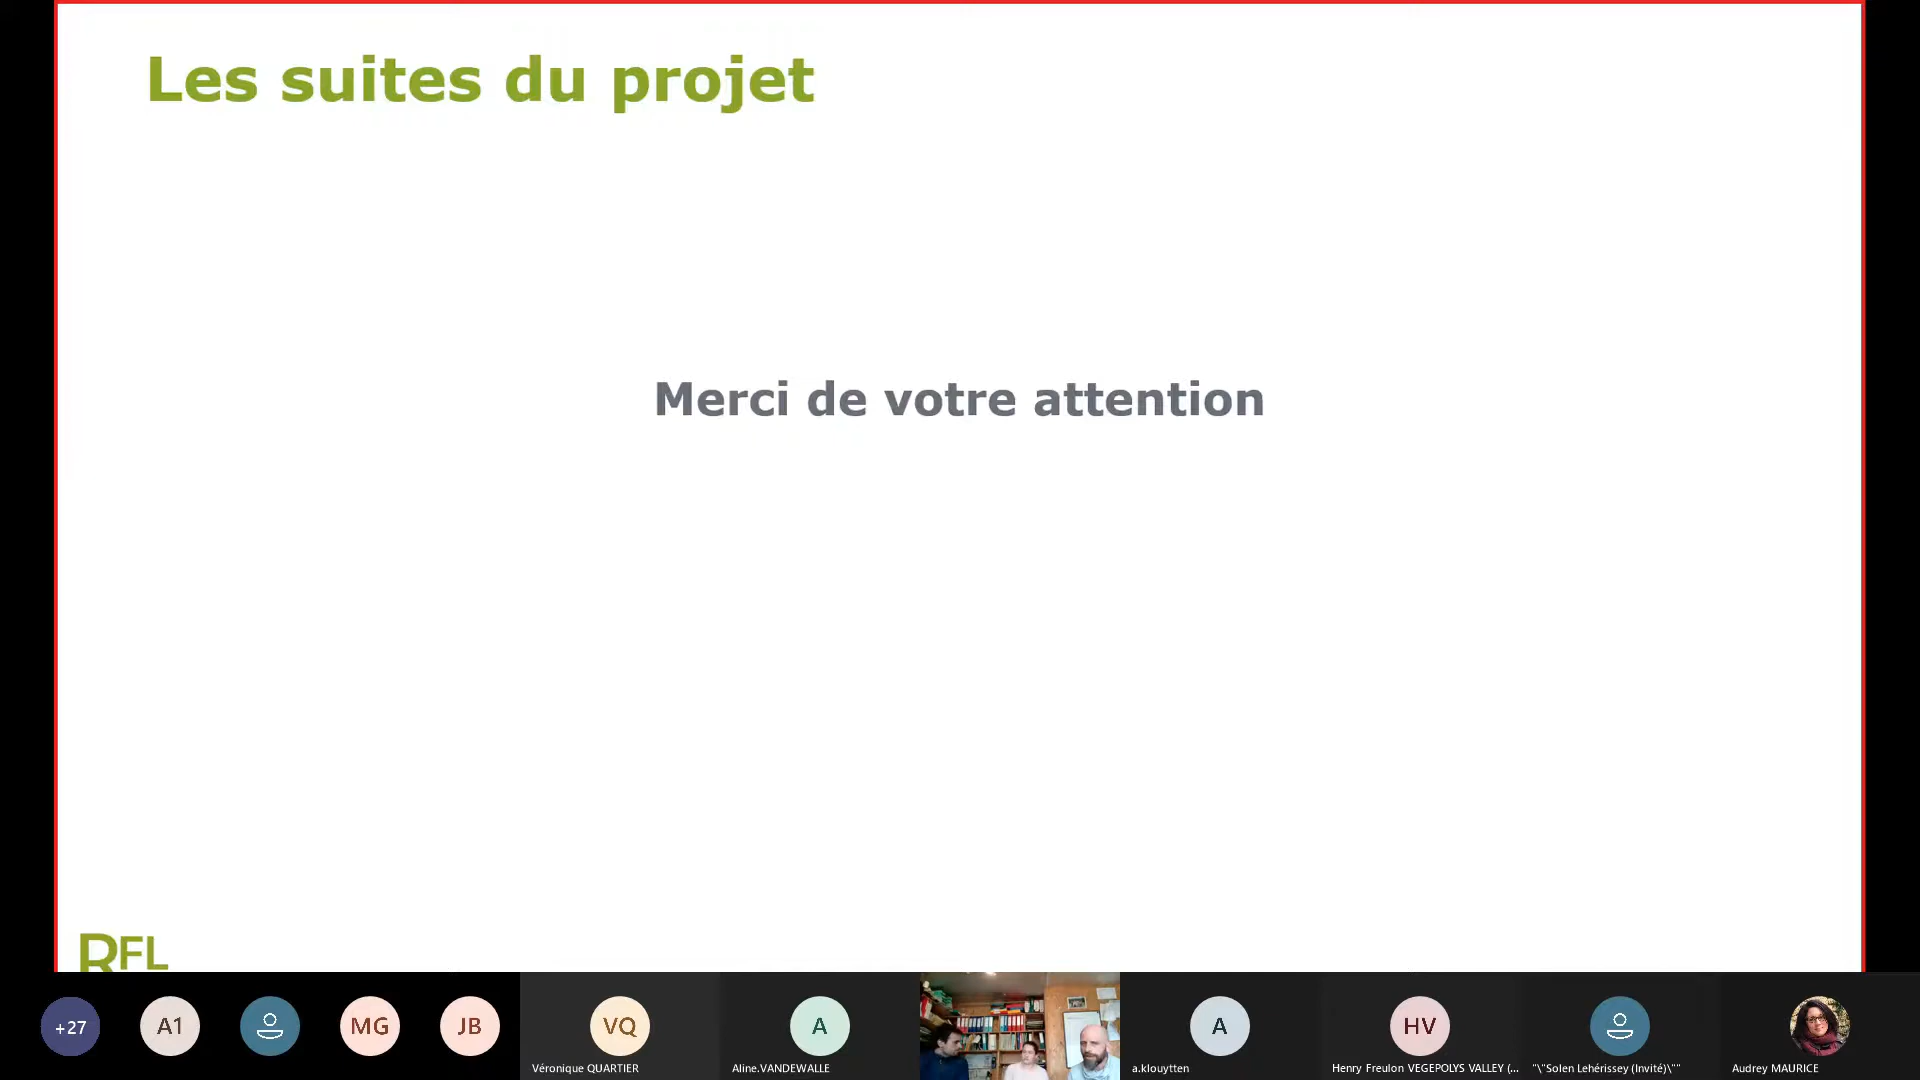 Les suites du projet
Merci de votre attention
RFL
+27
A1
MG
JB
VQ
A
A
HV
Véronique QUARTIER
Aline.VANDEWALLE
a.klouytten
Henry Freulon VEGEPOLYS VALLEY (...
"\"Solen Lehérissey (Invité)\""
Audrey MAURICE